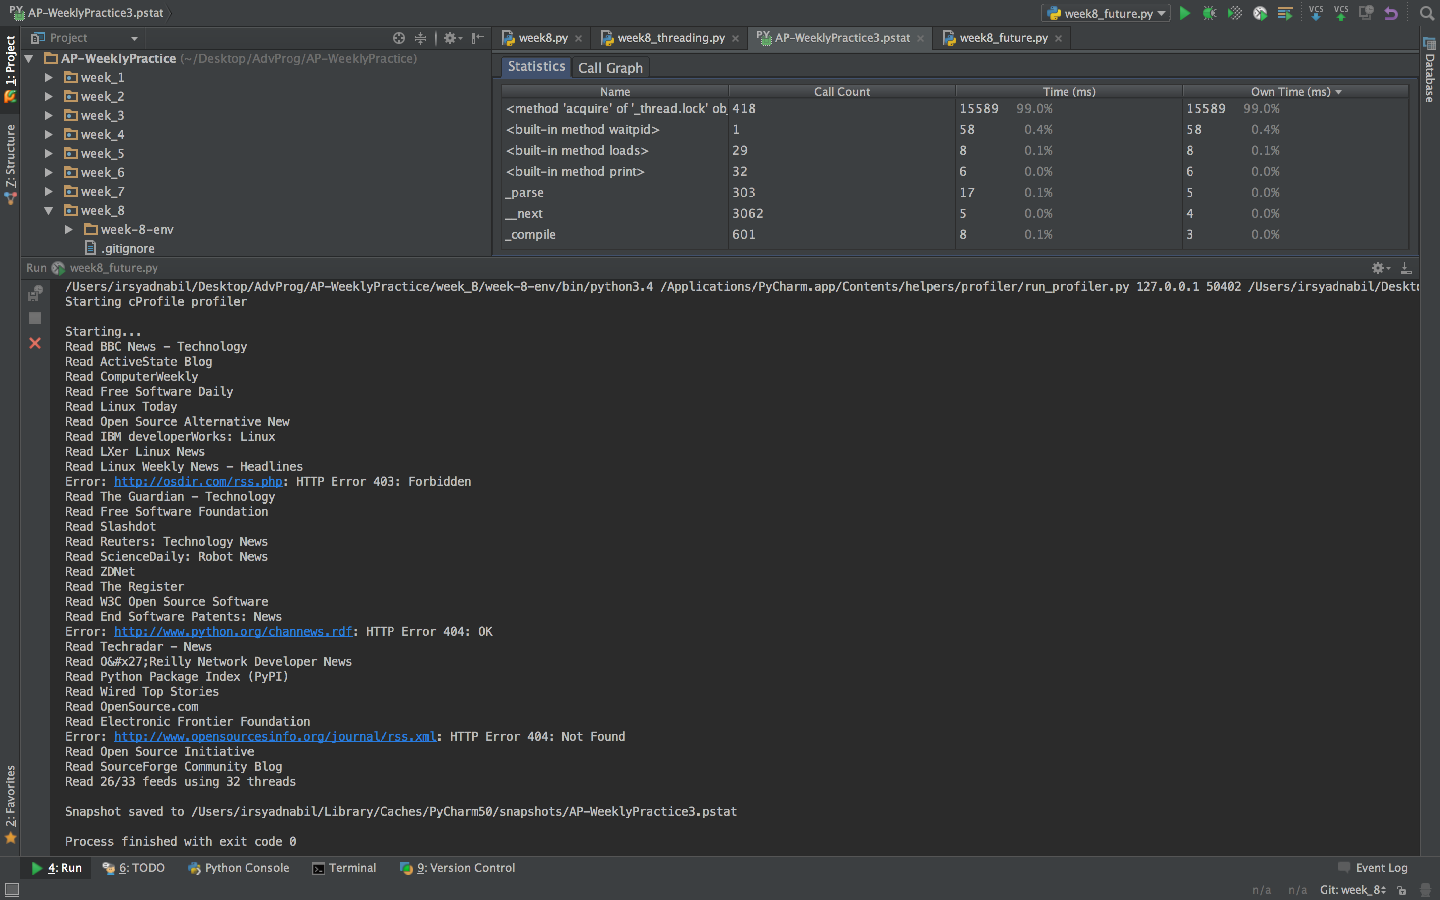 AP-WeeklyPractice3.pstat
week8_future.py
VCS
VCS
1: Project
Z: Structure
2: Favorites
Database
Project
AP-WeeklyPractice (~/Desktop/AdvProg/AP-WeeklyPractice)
week_1
week_2
week_3
week_4
week_5
week_6
week_7
week_8
week-8-env
.gitignore
week8.py
week8_threading.py
AP-WeeklyPractice3.pstat
week8_future.py
Statistics Call Graph
Name Call Count Time (ms) Own Time (ms)
<method 'acquire' of '_thread.lock' ob 418 15589 99.0% 15589 99.0%
<built-in method waitpid> 1 58 0.4% 58 0.4%
<built-in method loads> 29 8 0.1% 8 0.1%
<built-in method print> 32 6 0.0% 6 0.0%
_parse 303 17 0.1% 5 0.0%
__next 3062 5 0.0% 4 0.0%
_compile 601 8 0.1% 3 0.0%
Run week8_future.py
/Users/irsyadnabil/Desktop/AdvProg/AP-WeeklyPractice/week_8/week-8-env/bin/python3.4 /Applications/PyCharm.app/Contents/helpers/profiler/run_profiler.py 127.0.0.1 50402 /Users/irsyadnabil/Deskto
Starting cProfile profiler
Starting...
Read BBC News - Technology
Read ActiveState Blog
Read ComputerWeekly
Read Free Software Daily
Read Linux Today
Read Open Source Alternative New
Read IBM developerWorks: Linux
Read LXer Linux News
Read Linux Weekly News - Headlines
Error: http://osdir.com/rss.php: HTTP Error 403: Forbidden
Read The Guardian - Technology
Read Free Software Foundation
Read Slashdot
Read Reuters: Technology News
Read ScienceDaily: Robot News
Read ZDNet
Read The Register
Read W3C Open Source Software
Read End Software Patents: News
Error: http://www.python.org/channews.rdf: HTTP Error 404: OK
Read Techradar - News
Read O&#x27;Reilly Network Developer News
Read Python Package Index (PyPI)
Read Wired Top Stories
Read OpenSource.com
Read Electronic Frontier Foundation
Error: http://www.opensourcesinfo.org/journal/rss.xml: HTTP Error 404: Not Found
Read Open Source Initiative
Read SourceForge Community Blog
Read 26/33 feeds using 32 threads
Snapshot saved to /Users/irsyadnabil/Library/Caches/PyCharm50/snapshots/AP-WeeklyPractice3.pstat
Process finished with exit code 0
4: Run 6: TODO Python Console Terminal 9: Version Control Event Log
n/a n/a Git: week_8